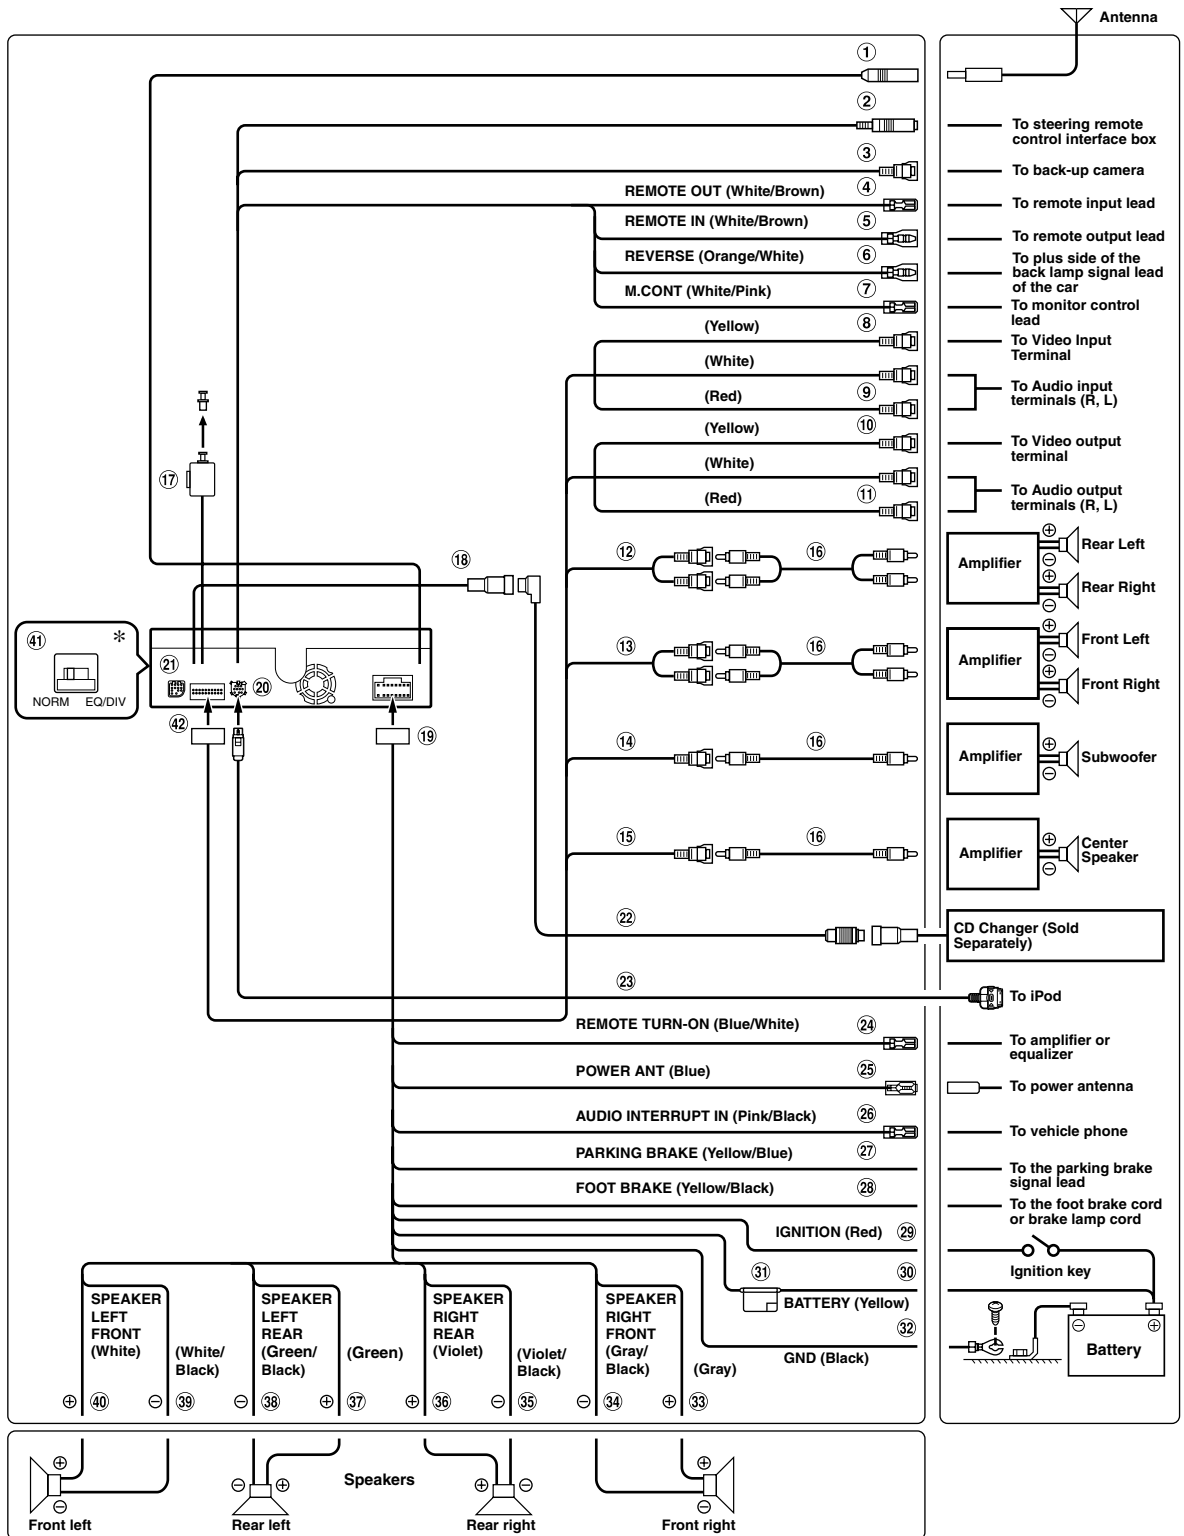 Antenna
①
②
To steering remote
control interface box
③
To back-up camera
REMOTE OUT (White/Brown)
④
To remote input lead
REMOTE IN (White/Brown)
⑤
To remote output lead
REVERSE (Orange/White)
⑥
To plus side of the
back lamp signal lead
of the car
M.CONT (White/Pink)
⑦
To monitor control
lead
(Yellow)
⑧
To Video Input
Terminal
(White)
(Red)
⑨
To Audio input
terminals (R, L)
(Yellow)
⑩
To Video output
terminal
(White)
(Red)
⑪
To Audio output
terminals (R, L)
⑰
⑱
⑫
⑯
Amplifier
⊕
Rear Left
⊖
⊕
Rear Right
⊖
㊶
*
NORM EQ/DIV
㉑
⑳
⑬
⑯
Amplifier
⊕
Front Left
⊖
⊕
Front Right
⊖
㊷
⑲
⑭
⑯
Amplifier
⊕
Subwoofer
⊖
⑮
⑯
Amplifier
⊕
Center
Speaker
⊖
㉒
CD Changer (Sold
Separately)
㉓
To iPod
REMOTE TURN-ON (Blue/White)
㉔
To amplifier or
equalizer
POWER ANT (Blue)
㉕
To power antenna
AUDIO INTERRUPT IN (Pink/Black)
㉖
To vehicle phone
PARKING BRAKE (Yellow/Blue)
㉗
To the parking brake
signal lead
FOOT BRAKE (Yellow/Black)
㉘
To the foot brake cord
or brake lamp cord
IGNITION (Red)
㉙
Ignition key
㉛
㉚
BATTERY (Yellow)
㉜
GND (Black)
⊖ ⊕
Battery
SPEAKER
LEFT
FRONT
(White)
(White/
Black)
SPEAKER
LEFT
REAR
(Green/
Black)
(Green)
SPEAKER
RIGHT
REAR
(Violet)
(Violet/
Black)
SPEAKER
RIGHT
FRONT
(Gray/
Black)
(Gray)
⊕ ㊵ ⊖ ㊴ ⊖ ㊳ ⊕ ㊲ ⊕ ㊱ ⊖ ㉟ ⊖ ㉞ ⊕ ㉝
Speakers
⊕
⊖
Front left
⊖ ⊕
Rear left
⊕ ⊖
Rear right
⊕
⊖
Front right